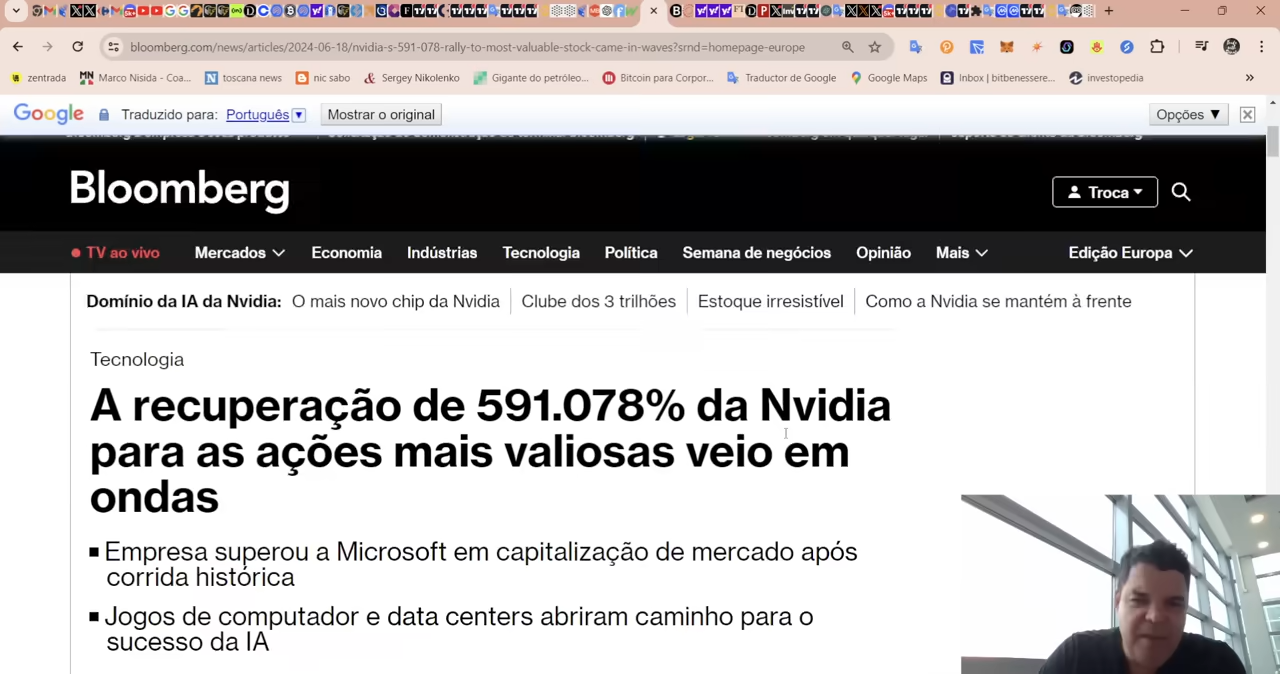 bloomberg.com/news/articles/2024-06-18/nvidia-s-591-078-rally-to-most-valuable-stock-came-in-waves?srnd=homepage-europe
zentrada Marco Nisida - Coa... toscana news nic sabo Sergey Nikolenko Gigante do petróleo... Bitcoin para Corpor... Traductor de Google Google Maps Inbox | bitbenessere... investopedia »
Google Traduzido para: Português Mostrar o original Opções ▼
Bloomberg Troca
TV ao vivo Mercados Economia Indústrias Tecnologia Política Semana de negócios Opinião Mais Edição Europa
Domínio da IA da Nvidia: O mais novo chip da Nvidia Clube dos 3 trilhões Estoque irresistível Como a Nvidia se mantém à frente
Tecnologia
A recuperação de 591.078% da Nvidia
para as ações mais valiosas veio em
ondas
Empresa superou a Microsoft em capitalização de mercado após
corrida histórica
Jogos de computador e data centers abriram caminho para o
sucesso da IA